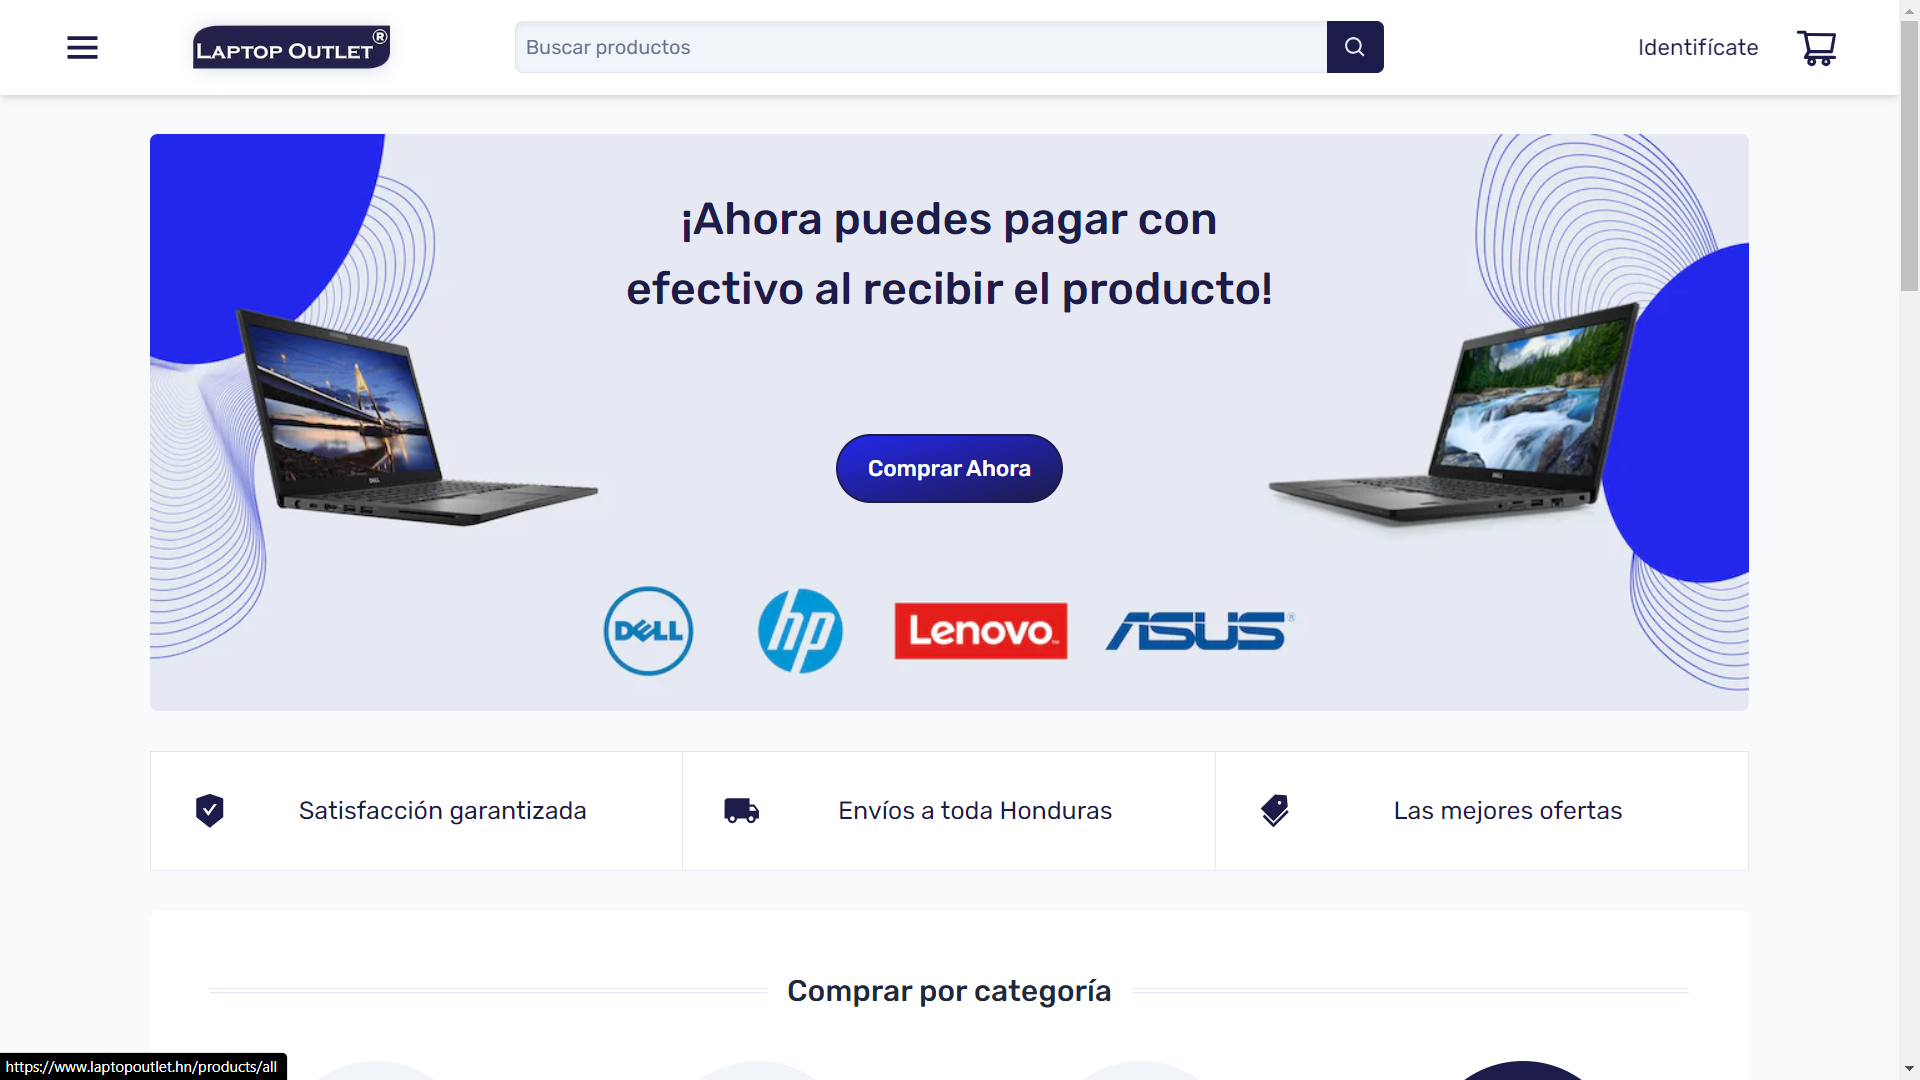 LAPTOP OUTLET®
Buscar productos
Identifícate
¡Ahora puedes pagar con
efectivo al recibir el producto!
Comprar Ahora
DELL
hp
Lenovo™
ASUS®
Satisfacción garantizada
Envíos a toda Honduras
Las mejores ofertas
Comprar por categoría
https://www.laptopoutlet.hn/products/all